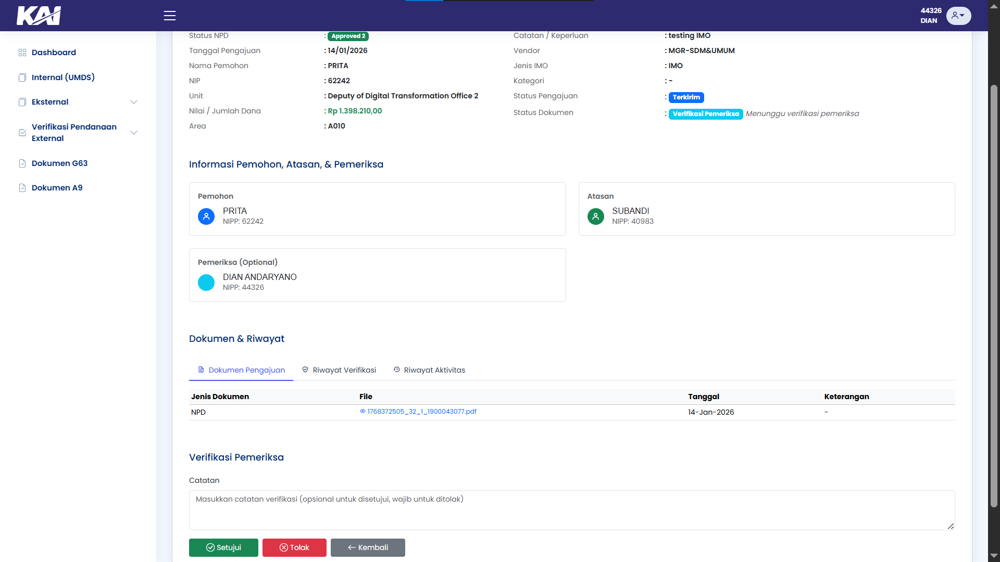 KAI
44326
DIAN
Dashboard
Internal (UMDS)
Eksternal
Verifikasi Pendanaan
External
Dokumen G63
Dokumen A9
Status NPD : Approved 2
Tanggal Pengajuan : 14/01/2026
Nama Pemohon : PRITA
NIP : 62242
Unit : Deputy of Digital Transformation Office 2
Nilai / Jumlah Dana : Rp 1.398.210,00
Area : A010
Catatan / Keperluan : testing IMO
Vendor : MGR-SDM&UMUM
Jenis IMO : IMO
Kategori : -
Status Pengajuan : Terkirim
Status Dokumen : Verifikasi Pemeriksa Menunggu verifikasi pemeriksa
Informasi Pemohon, Atasan, & Pemeriksa
Pemohon
PRITA
NIPP: 62242
Atasan
SUBANDI
NIPP: 40983
Pemeriksa (Optional)
DIAN ANDARYANO
NIPP: 44326
Dokumen & Riwayat
Dokumen Pengajuan Riwayat Verifikasi Riwayat Aktivitas
Jenis Dokumen File Tanggal Keterangan
NPD 1768372505_32_1_1900043077.pdf 14-Jan-2026 -
Verifikasi Pemeriksa
Catatan
Masukkan catatan verifikasi (opsional untuk disetujui, wajib untuk ditolak)
Setujui Tolak Kembali